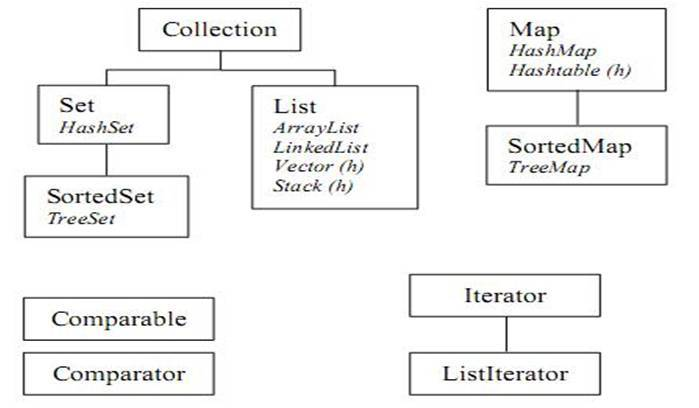 Collection
Set
HashSet
SortedSet
TreeSet
List
ArrayList
LinkedList
Vector (h)
Stack (h)
Map
HashMap
Hashtable (h)
SortedMap
TreeMap
Comparable
Comparator
Iterator
ListIterator